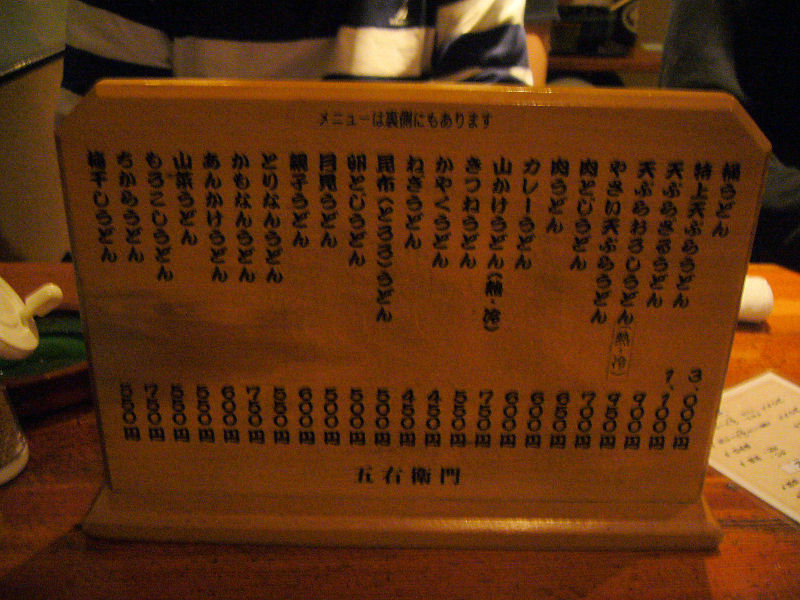 メニューは裏側にもあります
桶うどん 3,000円
特上天ぷらうどん 1,100円
天ぷらざるうどん 900円
天ぷらおろしうどん 950円
やさい天ぷらうどん(熱・冷) 700円
肉とじうどん 650円
肉うどん 600円
カレーうどん 600円
山かけうどん(熱・冷) 750円
きつねうどん 550円
かやくうどん 450円
ねぎうどん 450円
昆布(とろろ)うどん 500円
卵とじうどん 500円
月見うどん 500円
親子うどん 600円
とりなんうどん 550円
かもなんうどん 750円
あんかけうどん 600円
山菜うどん 550円
もろこしうどん 550円
ちからうどん 750円
梅干しうどん 550円
五右衛門